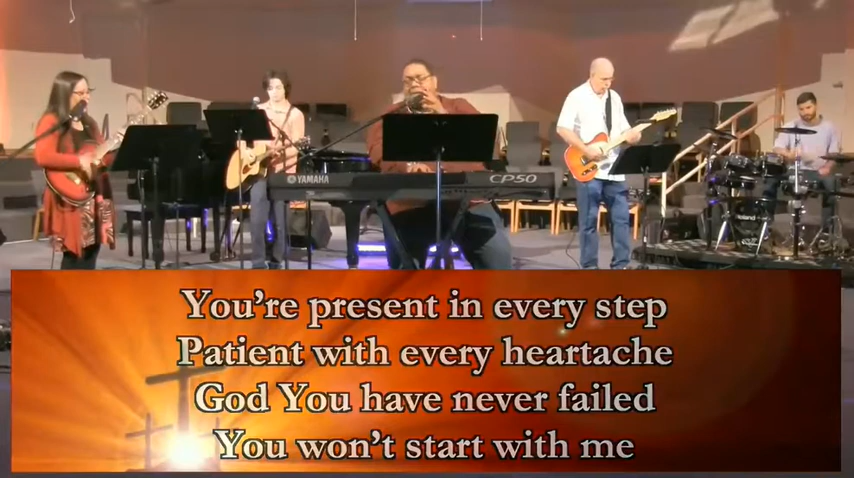 YAMAHA
CP50
Roland
You're present in every step
Patient with every heartache
God You have never failed
You won't start with me